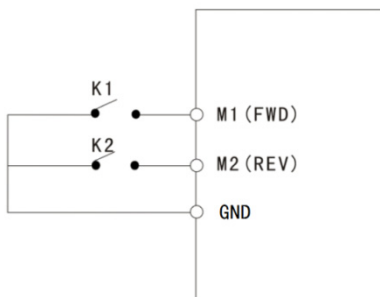 K1
M1(FWD)
K2
M2(REV)
GND